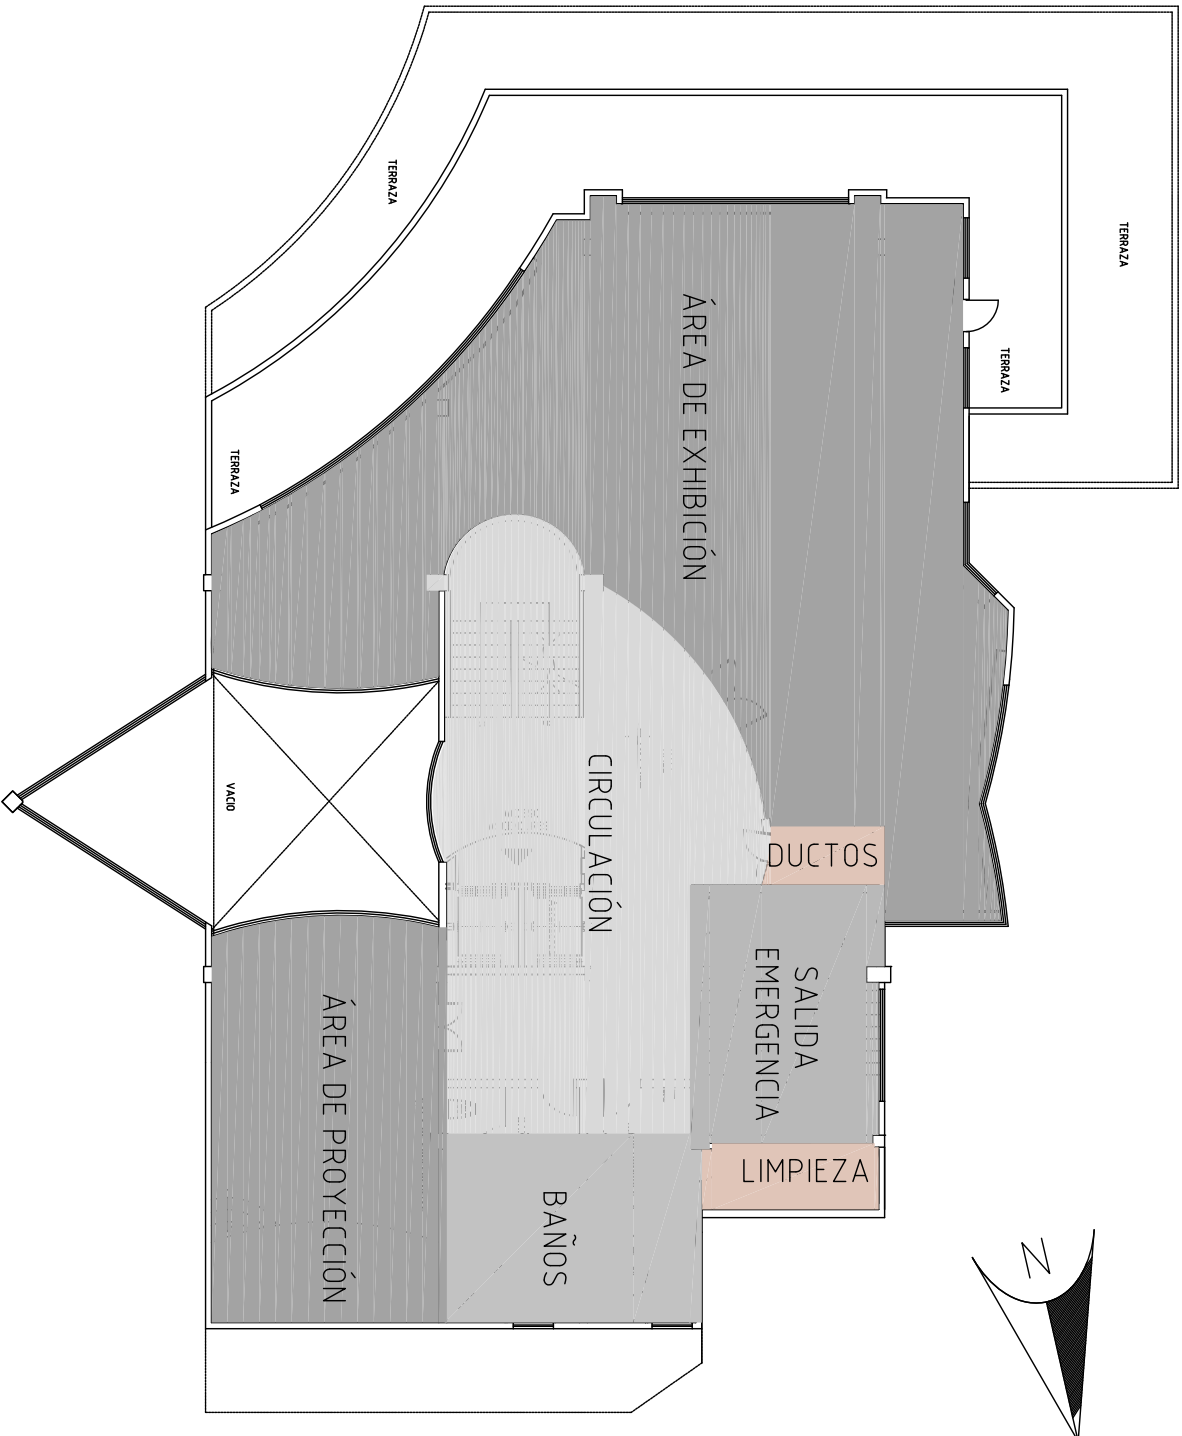 TERRAZA
TERRAZA
TERRAZA
TERRAZA
ÁREA DE EXHIBICIÓN
VACIO
CIRCULACIÓN
DUCTOS
SALIDA
EMERGENCIA
ÁREA DE PROYECCIÓN
LIMPIEZA
BAÑOS
N